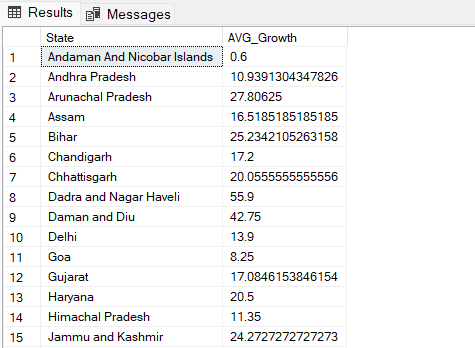 Results Messages
State AVG_Growth
1 Andaman And Nicobar Islands 0.6
2 Andhra Pradesh 10.9391304347826
3 Arunachal Pradesh 27.80625
4 Assam 16.5185185185185
5 Bihar 25.2342105263158
6 Chandigarh 17.2
7 Chhattisgarh 20.0555555555556
8 Dadra and Nagar Haveli 55.9
9 Daman and Diu 42.75
10 Delhi 13.9
11 Goa 8.25
12 Gujarat 17.0846153846154
13 Haryana 20.5
14 Himachal Pradesh 11.35
15 Jammu and Kashmir 24.2727272727273